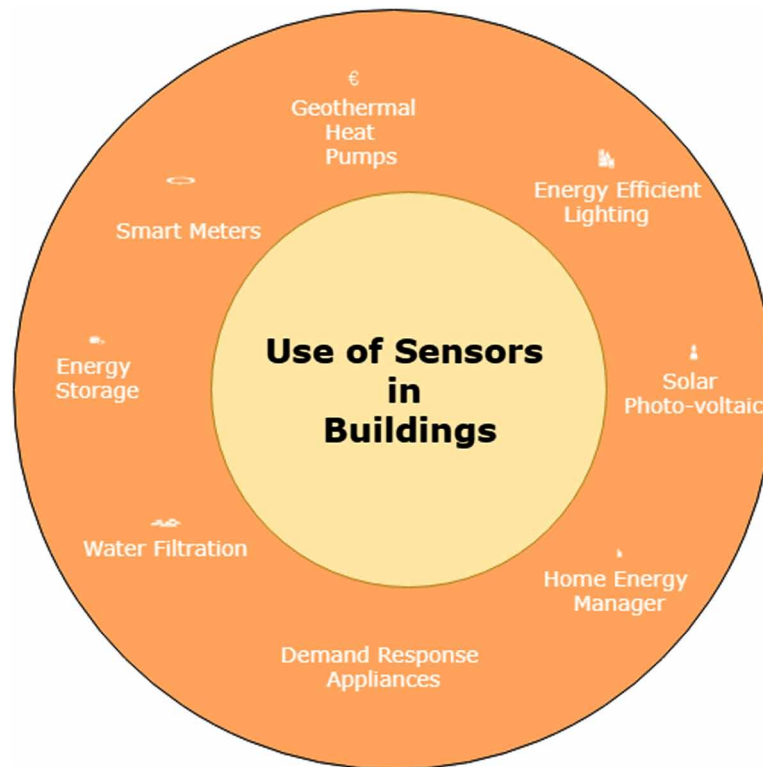 €
Geothermal
Heat
Pumps
Energy Efficient
Lighting
Smart Meters
Use of Sensors
in
Buildings
Energy
Storage
Solar
Photo-voltaic
Water Filtration
Home Energy
Manager
Demand Response
Appliances